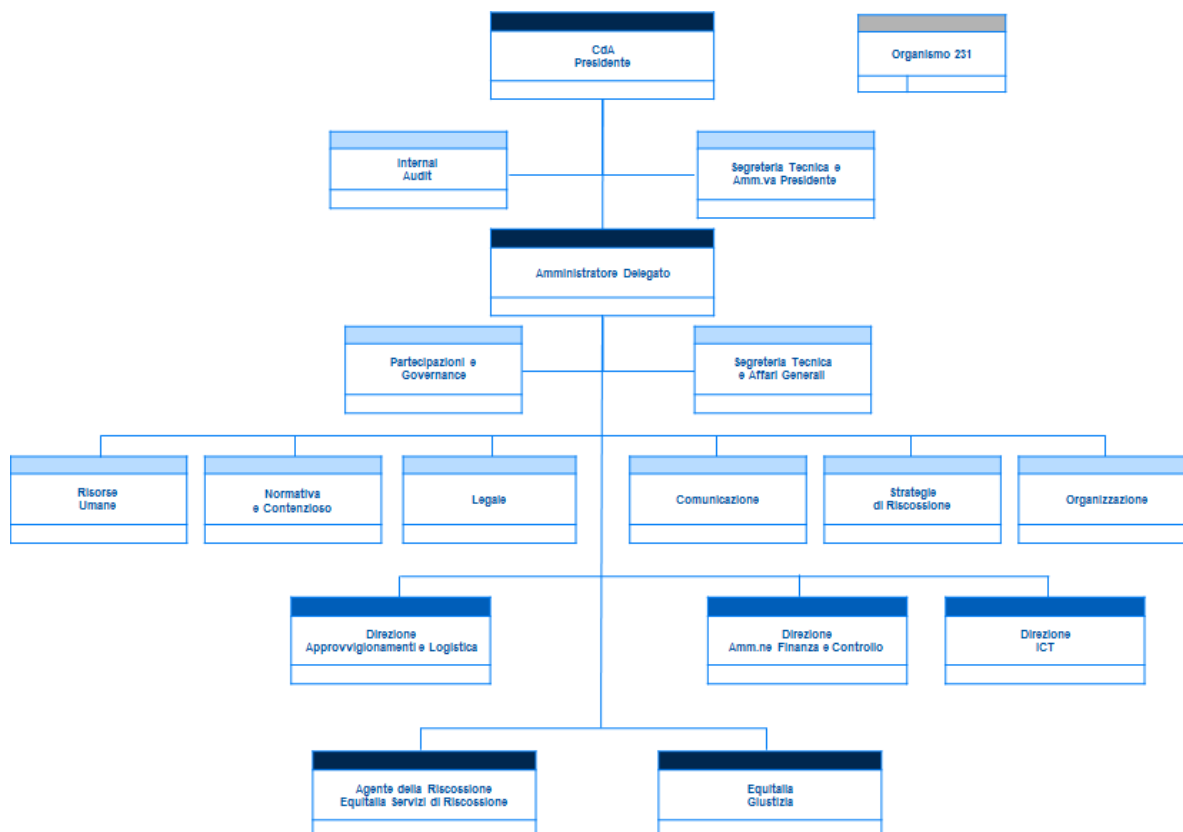 CdA
Presidente
Organismo 231
Internal
Audit
Segreteria Tecnica e
Amm.va Presidente
Amministratore Delegato
Partecipazioni e
Governance
Segreteria Tecnica
e Affari Generali
Risorse
Umane
Normativa
e Contenzioso
Legale
Comunicazione
Strategie
di Riscossione
Organizzazione
Direzione
Approvvigionamenti e Logistica
Direzione
Amm.ne Finanza e Controllo
Direzione
ICT
Agente della Riscossione
Equitalia Servizi di Riscossione
Equitalia
Giustizia